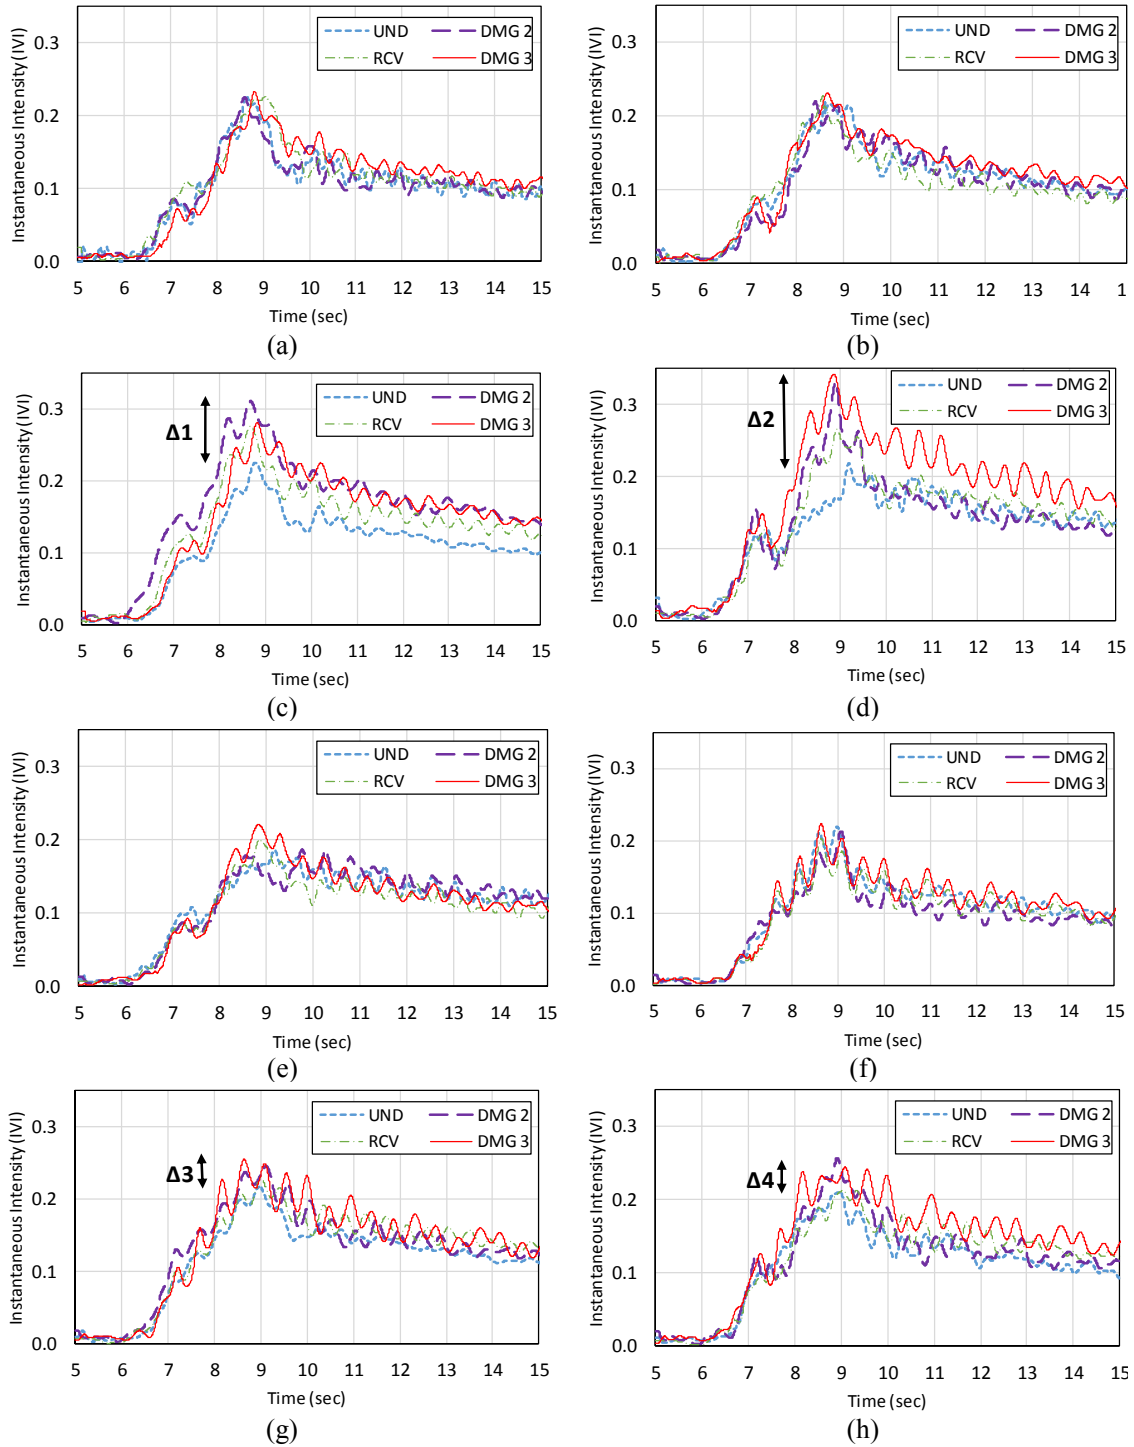 Instantaneous Intensity (IVI)
0.3
0.2
0.1
0.0
UND
DMG 2
RCV
DMG 3
5 6 7 8 9 10 11 12 13 14 15
Time (sec)
(a)
Instantaneous Intensity (IVI)
0.3
0.2
0.1
0.0
UND
DMG 2
RCV
DMG 3
5 6 7 8 9 10 11 12 13 14 1
Time (sec)
(b)
Instantaneous Intensity (IVI)
0.3
0.2
0.1
0.0
Δ1
UND
DMG 2
RCV
DMG 3
5 6 7 8 9 10 11 12 13 14 15
Time (sec)
(c)
Instantaneous Intensity (IVI)
0.3
0.2
0.1
0.0
Δ2
UND
DMG 2
RCV
DMG 3
5 6 7 8 9 10 11 12 13 14 15
Time (sec)
(d)
Instantaneous Intensity (IVI)
0.3
0.2
0.1
0.0
UND
DMG 2
RCV
DMG 3
5 6 7 8 9 10 11 12 13 14 15
Time (sec)
(e)
Instantaneous Intensity (IVI)
0.3
0.2
0.1
0.0
UND
DMG 2
RCV
DMG 3
5 6 7 8 9 10 11 12 13 14 15
Time (sec)
(f)
Instantaneous Intensity (IVI)
0.3
0.2
0.1
0.0
Δ3
UND
DMG 2
RCV
DMG 3
5 6 7 8 9 10 11 12 13 14 15
Time (sec)
(g)
Instantaneous Intensity (IVI)
0.3
0.2
0.1
0.0
Δ4
UND
DMG 2
RCV
DMG 3
5 6 7 8 9 10 11 12 13 14 15
Time (sec)
(h)